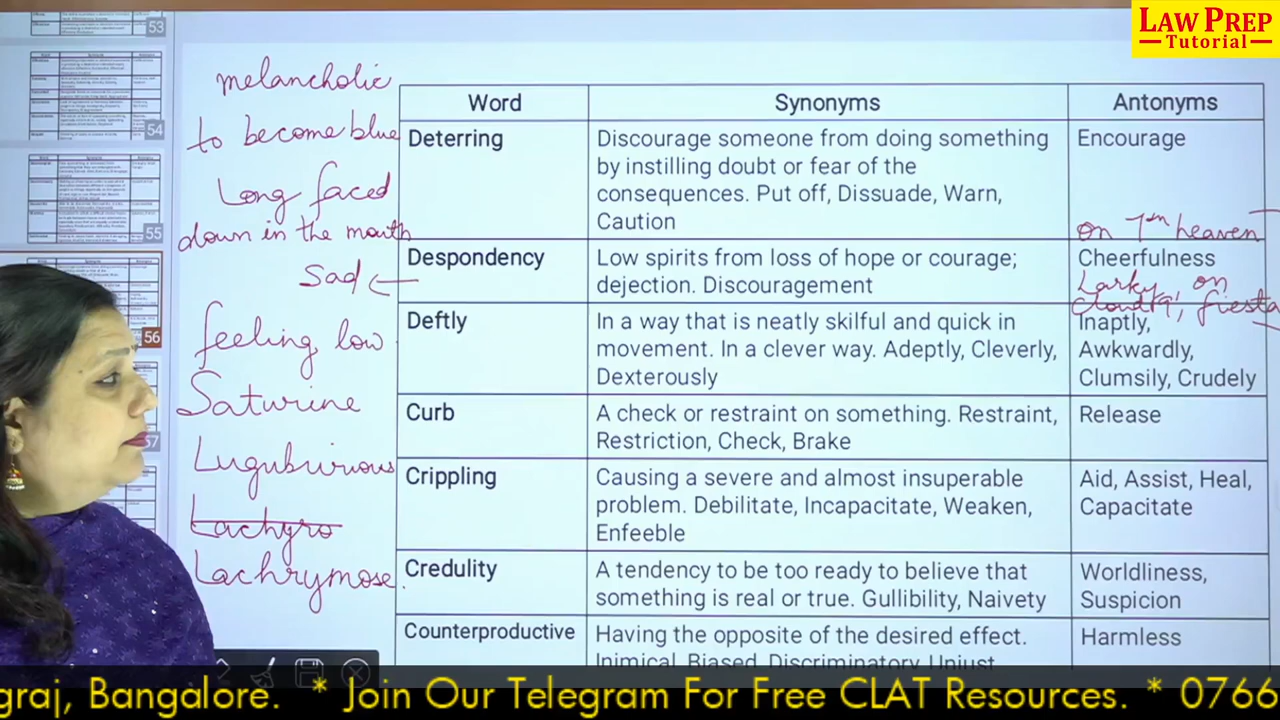 LAW PREP
Tutorial
53
54
55
56
57
melancholic
to become blue
Long faced
down in the mouth
Sad
feeling low
Saturine
Lugubrious
Lachyro
Lachrymose
Word Synonyms Antonyms
Deterring
Discourage someone from doing something
by instilling doubt or fear of the
consequences. Put off, Dissuade, Warn,
Caution
Encourage
on 7th heaven
Despondency
Low spirits from loss of hope or courage;
dejection. Discouragement
Cheerfulness
Larky, on
cloud 9, fiesta
Deftly
In a way that is neatly skilful and quick in
movement. In a clever way. Adeptly, Cleverly,
Dexterously
Inaptly,
Awkwardly,
Clumsily, Crudely
Curb
A check or restraint on something. Restraint,
Restriction, Check, Brake
Release
Crippling
Causing a severe and almost insuperable
problem. Debilitate, Incapacitate, Weaken,
Enfeeble
Aid, Assist, Heal,
Capacitate
Credulity
A tendency to be too ready to believe that
something is real or true. Gullibility, Naivety
Worldliness,
Suspicion
Counterproductive
Having the opposite of the desired effect.
Inimical, Biased, Discriminatory, Unjust
Harmless
graj, Bangalore. * Join Our Telegram For Free CLAT Resources. * 0766